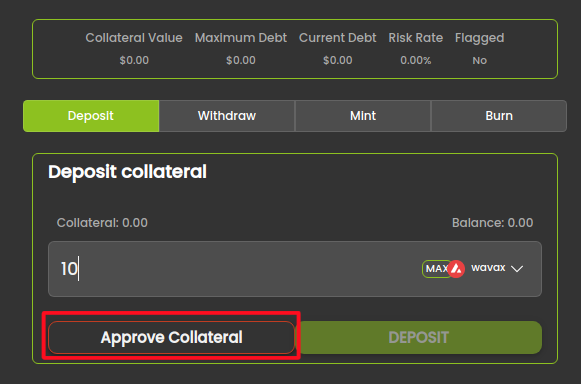 Collateral Value Maximum Debt Current Debt Risk Rate Flagged
$0.00 $0.00 $0.00 0.00% No
Deposit Withdraw Mint Burn
Deposit collateral
Collateral: 0.00 Balance: 0.00
10 MAX wavax
Approve Collateral DEPOSIT